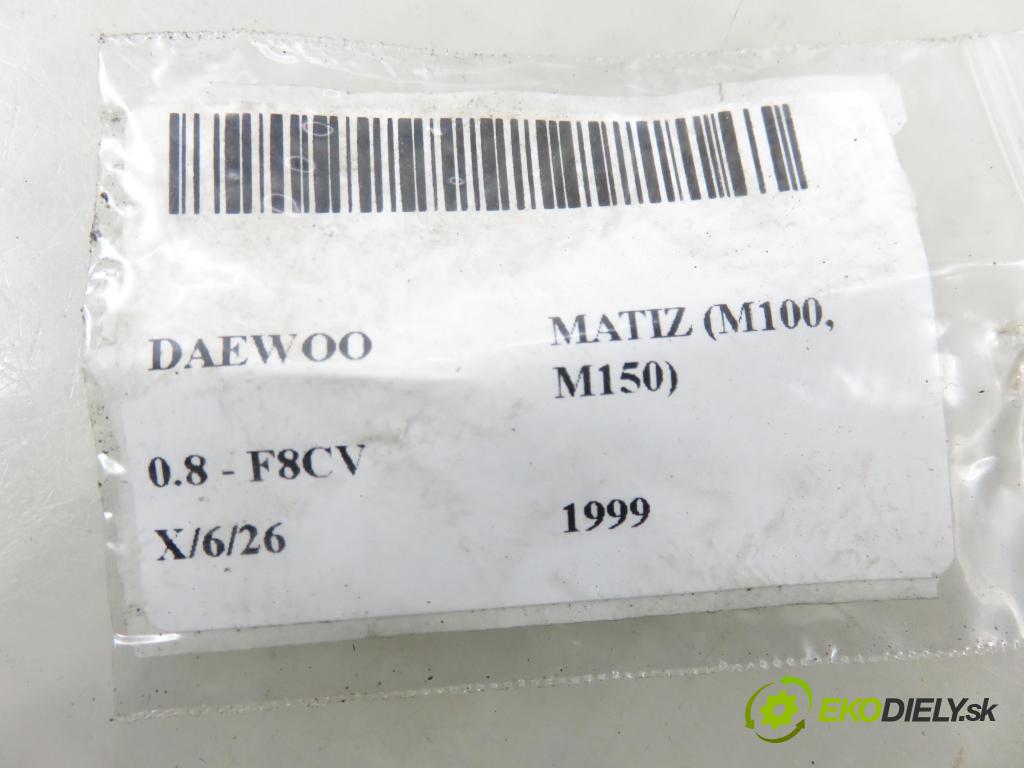 DAEWOO
MATIZ (M100,
M150)
0.8 - F8CV
X/6/26
1999
EKODIELY.sk